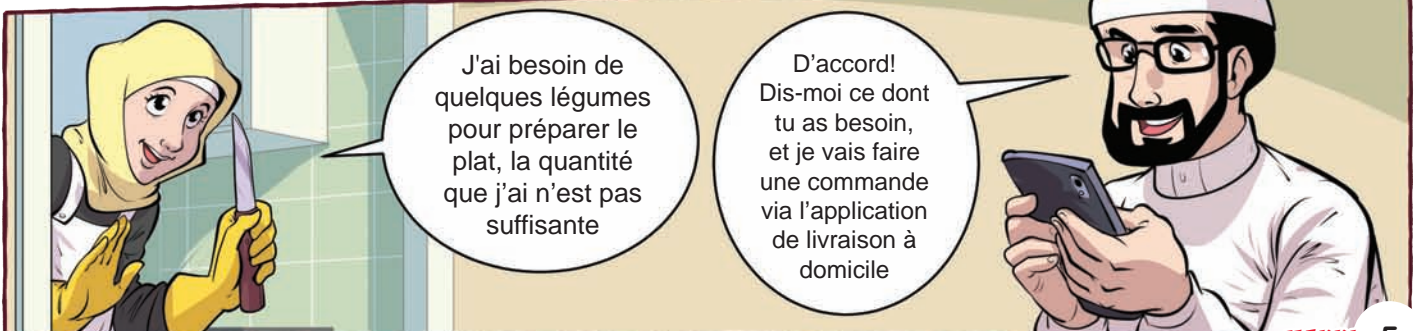 J'ai besoin de
quelques légumes
pour préparer le
plat, la quantité
que j’ai n’est pas
suffisante
D’accord!
Dis-moi ce dont
tu as besoin,
et je vais faire
une commande
via l’application
de livraison à
domicile